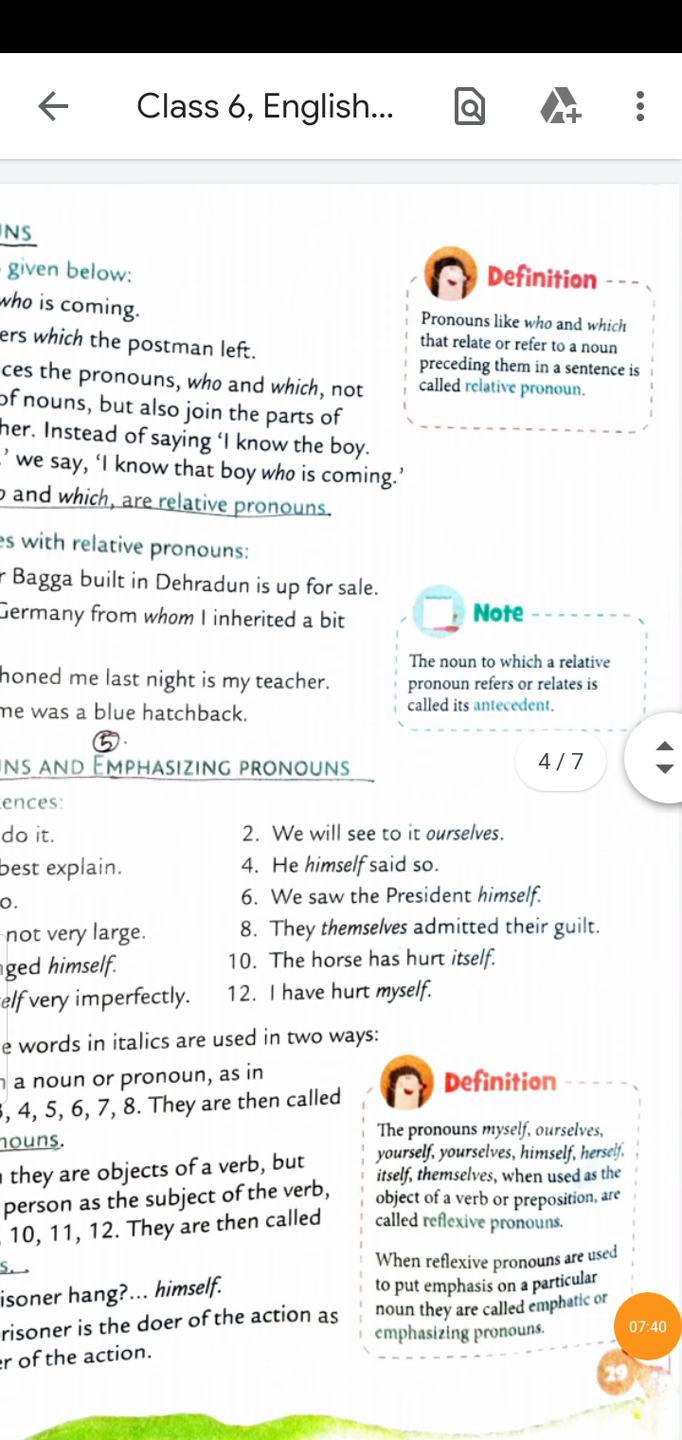 Class 6, English...
UNS
given below:
who is coming.
ers which the postman left.
ces the pronouns, who and which, not
of nouns, but also join the parts of
her. Instead of saying ‘I know the boy.
.’ we say, ‘I know that boy who is coming.’
o and which, are relative pronouns.
Definition
Pronouns like who and which
that relate or refer to a noun
preceding them in a sentence is
called relative pronoun.
es with relative pronouns:
r Bagga built in Dehradun is up for sale.
Germany from whom I inherited a bit
honed me last night is my teacher.
me was a blue hatchback.
Note
The noun to which a relative
pronoun refers or relates is
called its antecedent.
4 / 7
5
UNS AND EMPHASIZING PRONOUNS
tences:
do it.
2. We will see to it ourselves.
best explain.
4. He himself said so.
o.
6. We saw the President himself.
not very large.
8. They themselves admitted their guilt.
nged himself.
10. The horse has hurt itself.
elf very imperfectly.
12. I have hurt myself.
e words in italics are used in two ways:
n a noun or pronoun, as in
3, 4, 5, 6, 7, 8. They are then called
nouns.
they are objects of a verb, but
person as the subject of the verb,
, 10, 11, 12. They are then called
s.
isoner hang?... himself.
risoner is the doer of the action as
er of the action.
Definition
The pronouns myself, ourselves,
yourself, yourselves, himself, herself,
itself, themselves, when used as the
object of a verb or preposition, are
called reflexive pronouns.
When reflexive pronouns are used
to put emphasis on a particular
noun they are called emphatic or
emphasizing pronouns.
07:40
29